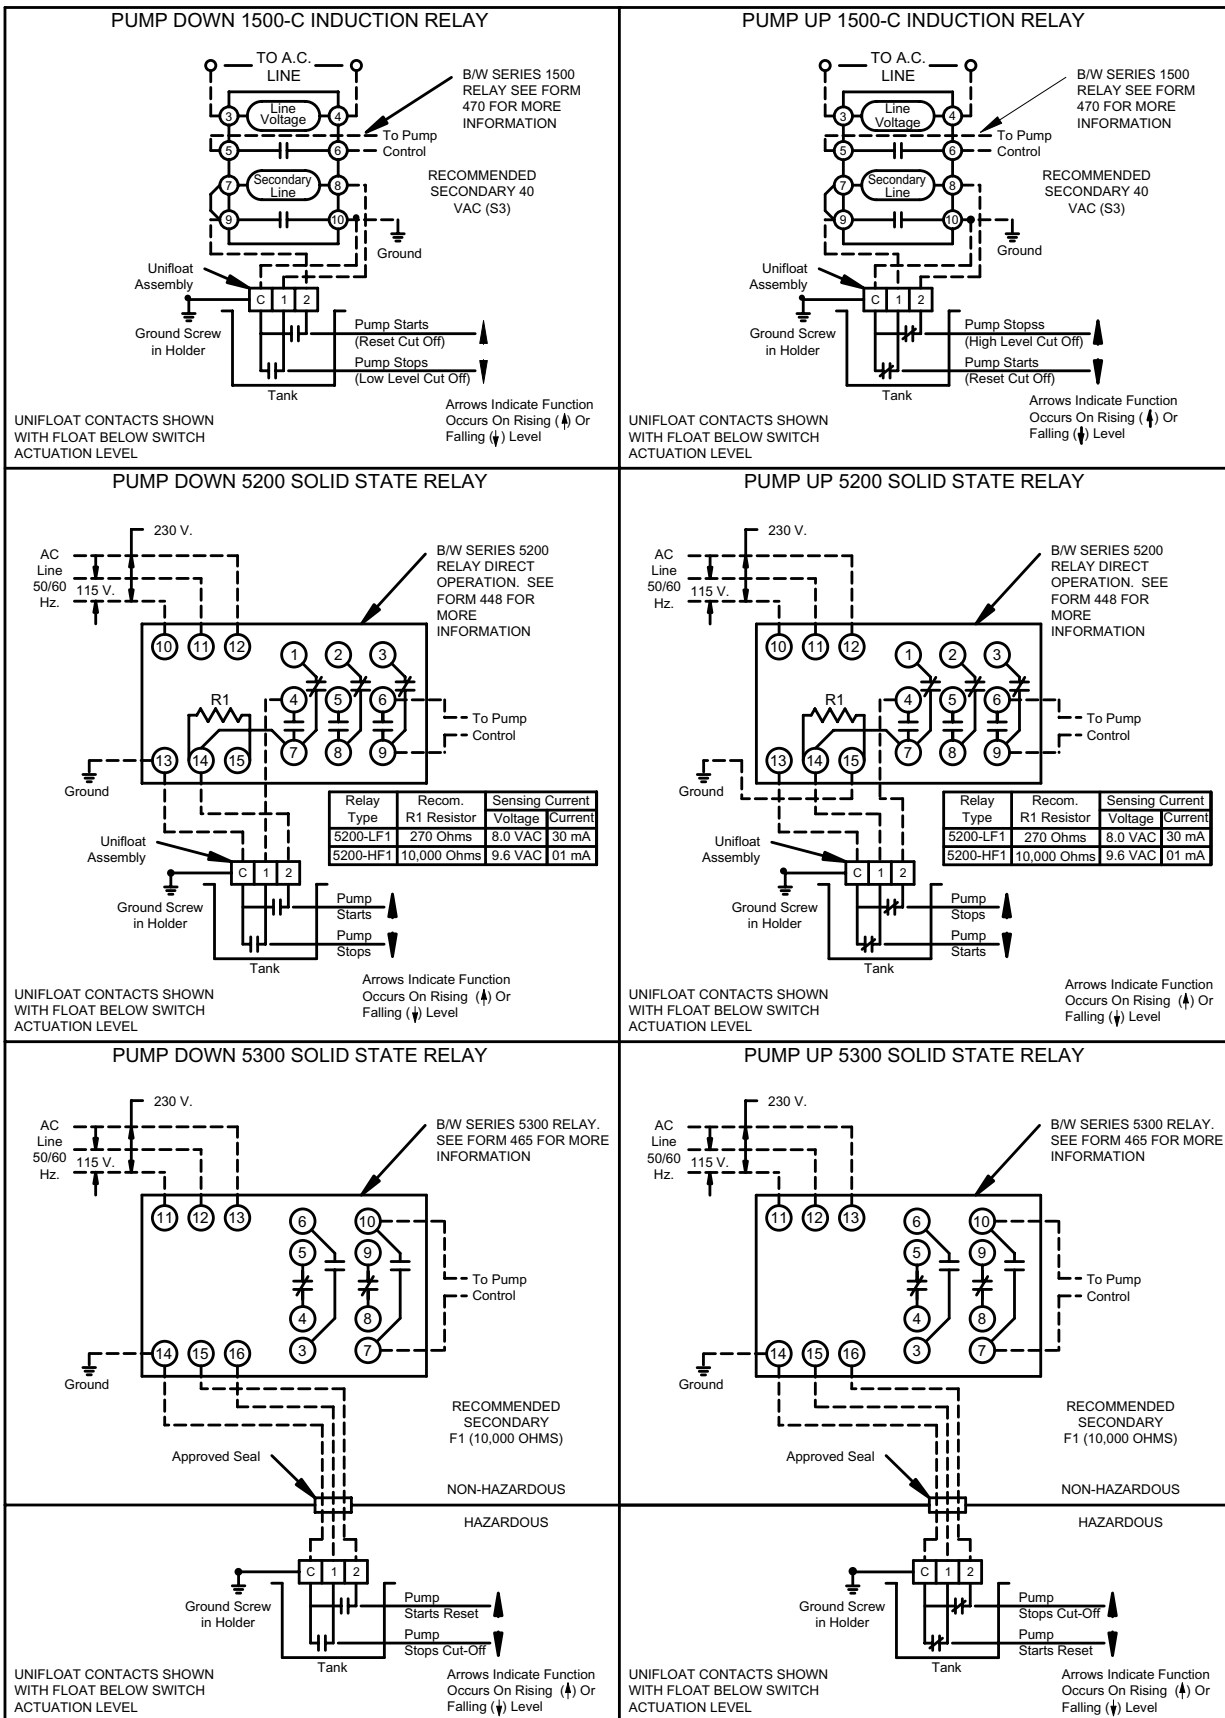 PUMP DOWN 1500-C INDUCTION RELAY
TO A.C.
LINE
B/W SERIES 1500
RELAY SEE FORM
470 FOR MORE
INFORMATION
3
Line
Voltage
4
To Pump
Control
5
6
RECOMMENDED
SECONDARY 40
VAC (S3)
7
Secondary
Line
8
9
10
Ground
Unifloat
Assembly
C 1 2
Ground Screw
in Holder
Pump Starts
(Reset Cut Off)
Pump Stops
(Low Level Cut Off)
Tank
UNIFLOAT CONTACTS SHOWN
WITH FLOAT BELOW SWITCH
ACTUATION LEVEL
Arrows Indicate Function
Occurs On Rising ( ) Or
Falling ( ) Level
PUMP UP 1500-C INDUCTION RELAY
TO A.C.
LINE
B/W SERIES 1500
RELAY SEE FORM
470 FOR MORE
INFORMATION
3
Line
Voltage
4
To Pump
Control
5
6
RECOMMENDED
SECONDARY 40
VAC (S3)
7
Secondary
Line
8
9
10
Ground
Unifloat
Assembly
C 1 2
Ground Screw
in Holder
Pump Stopss
(High Level Cut Off)
Pump Starts
(Reset Cut Off)
Tank
UNIFLOAT CONTACTS SHOWN
WITH FLOAT BELOW SWITCH
ACTUATION LEVEL
Arrows Indicate Function
Occurs On Rising ( ) Or
Falling ( ) Level
PUMP DOWN 5200 SOLID STATE RELAY
230 V.
AC
Line
50/60
Hz.
115 V.
B/W SERIES 5200
RELAY DIRECT
OPERATION. SEE
FORM 448 FOR
MORE
INFORMATION
10 11 12
1 2 3
R1
4 5 6
To Pump
Control
13 14 15
7 8 9
Ground
Relay
Type
Recom.
R1 Resistor
Sensing Current
Voltage Current
5200-LF1 270 Ohms 8.0 VAC 30 mA
5200-HF1 10,000 Ohms 9.6 VAC 01 mA
Unifloat
Assembly
C 1 2
Ground Screw
in Holder
Pump
Starts
Pump
Stops
Tank
UNIFLOAT CONTACTS SHOWN
WITH FLOAT BELOW SWITCH
ACTUATION LEVEL
Arrows Indicate Function
Occurs On Rising ( ) Or
Falling ( ) Level
PUMP UP 5200 SOLID STATE RELAY
230 V.
AC
Line
50/60
Hz.
115 V.
B/W SERIES 5200
RELAY DIRECT
OPERATION. SEE
FORM 448 FOR
MORE
INFORMATION
10 11 12
1 2 3
R1
4 5 6
To Pump
Control
13 14 15
7 8 9
Ground
Relay
Type
Recom.
R1 Resistor
Sensing Current
Voltage Current
5200-LF1 270 Ohms 8.0 VAC 30 mA
5200-HF1 10,000 Ohms 9.6 VAC 01 mA
Unifloat
Assembly
C 1 2
Ground Screw
in Holder
Pump
Stops
Pump
Starts
Tank
UNIFLOAT CONTACTS SHOWN
WITH FLOAT BELOW SWITCH
ACTUATION LEVEL
Arrows Indicate Function
Occurs On Rising ( ) Or
Falling ( ) Level
PUMP DOWN 5300 SOLID STATE RELAY
230 V.
AC
Line
50/60
Hz.
115 V.
B/W SERIES 5300 RELAY.
SEE FORM 465 FOR MORE
INFORMATION
11 12 13
6 10
5 9
To Pump
Control
4 8
14 15 16
3 7
Ground
RECOMMENDED
SECONDARY
F1 (10,000 OHMS)
Approved Seal
NON-HAZARDOUS
HAZARDOUS
C 1 2
Ground Screw
in Holder
Pump
Starts Reset
Pump
Stops Cut-Off
Tank
UNIFLOAT CONTACTS SHOWN
WITH FLOAT BELOW SWITCH
ACTUATION LEVEL
Arrows Indicate Function
Occurs On Rising ( ) Or
Falling ( ) Level
PUMP UP 5300 SOLID STATE RELAY
230 V.
AC
Line
50/60
Hz.
115 V.
B/W SERIES 5300 RELAY.
SEE FORM 465 FOR MORE
INFORMATION
11 12 13
6 10
5 9
To Pump
Control
4 8
14 15 16
3 7
Ground
RECOMMENDED
SECONDARY
F1 (10,000 OHMS)
Approved Seal
NON-HAZARDOUS
HAZARDOUS
C 1 2
Ground Screw
in Holder
Pump
Stops Cut-Off
Pump
Starts Reset
Tank
UNIFLOAT CONTACTS SHOWN
WITH FLOAT BELOW SWITCH
ACTUATION LEVEL
Arrows Indicate Function
Occurs On Rising ( ) Or
Falling ( ) Level